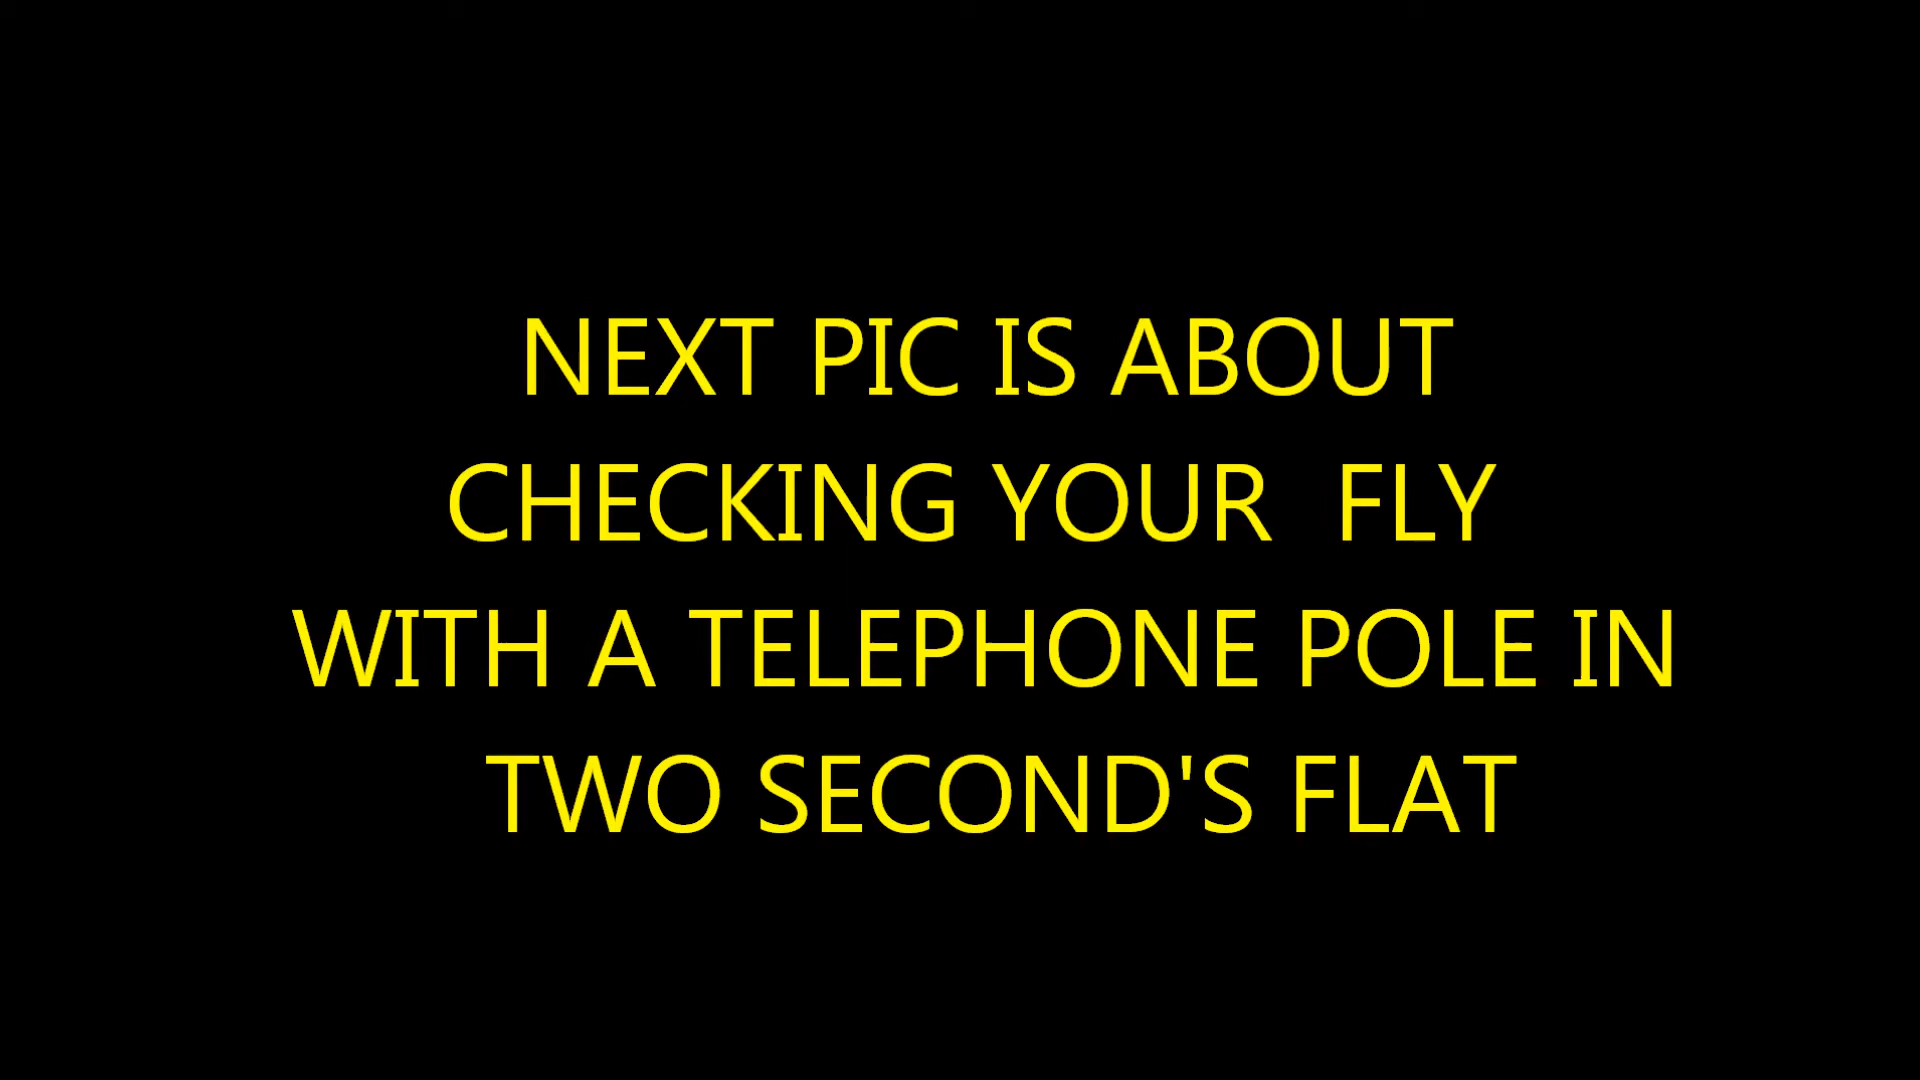 NEXT PIC IS ABOUT
CHECKING YOUR  FLY
WITH A TELEPHONE POLE IN
TWO SECOND'S FLAT